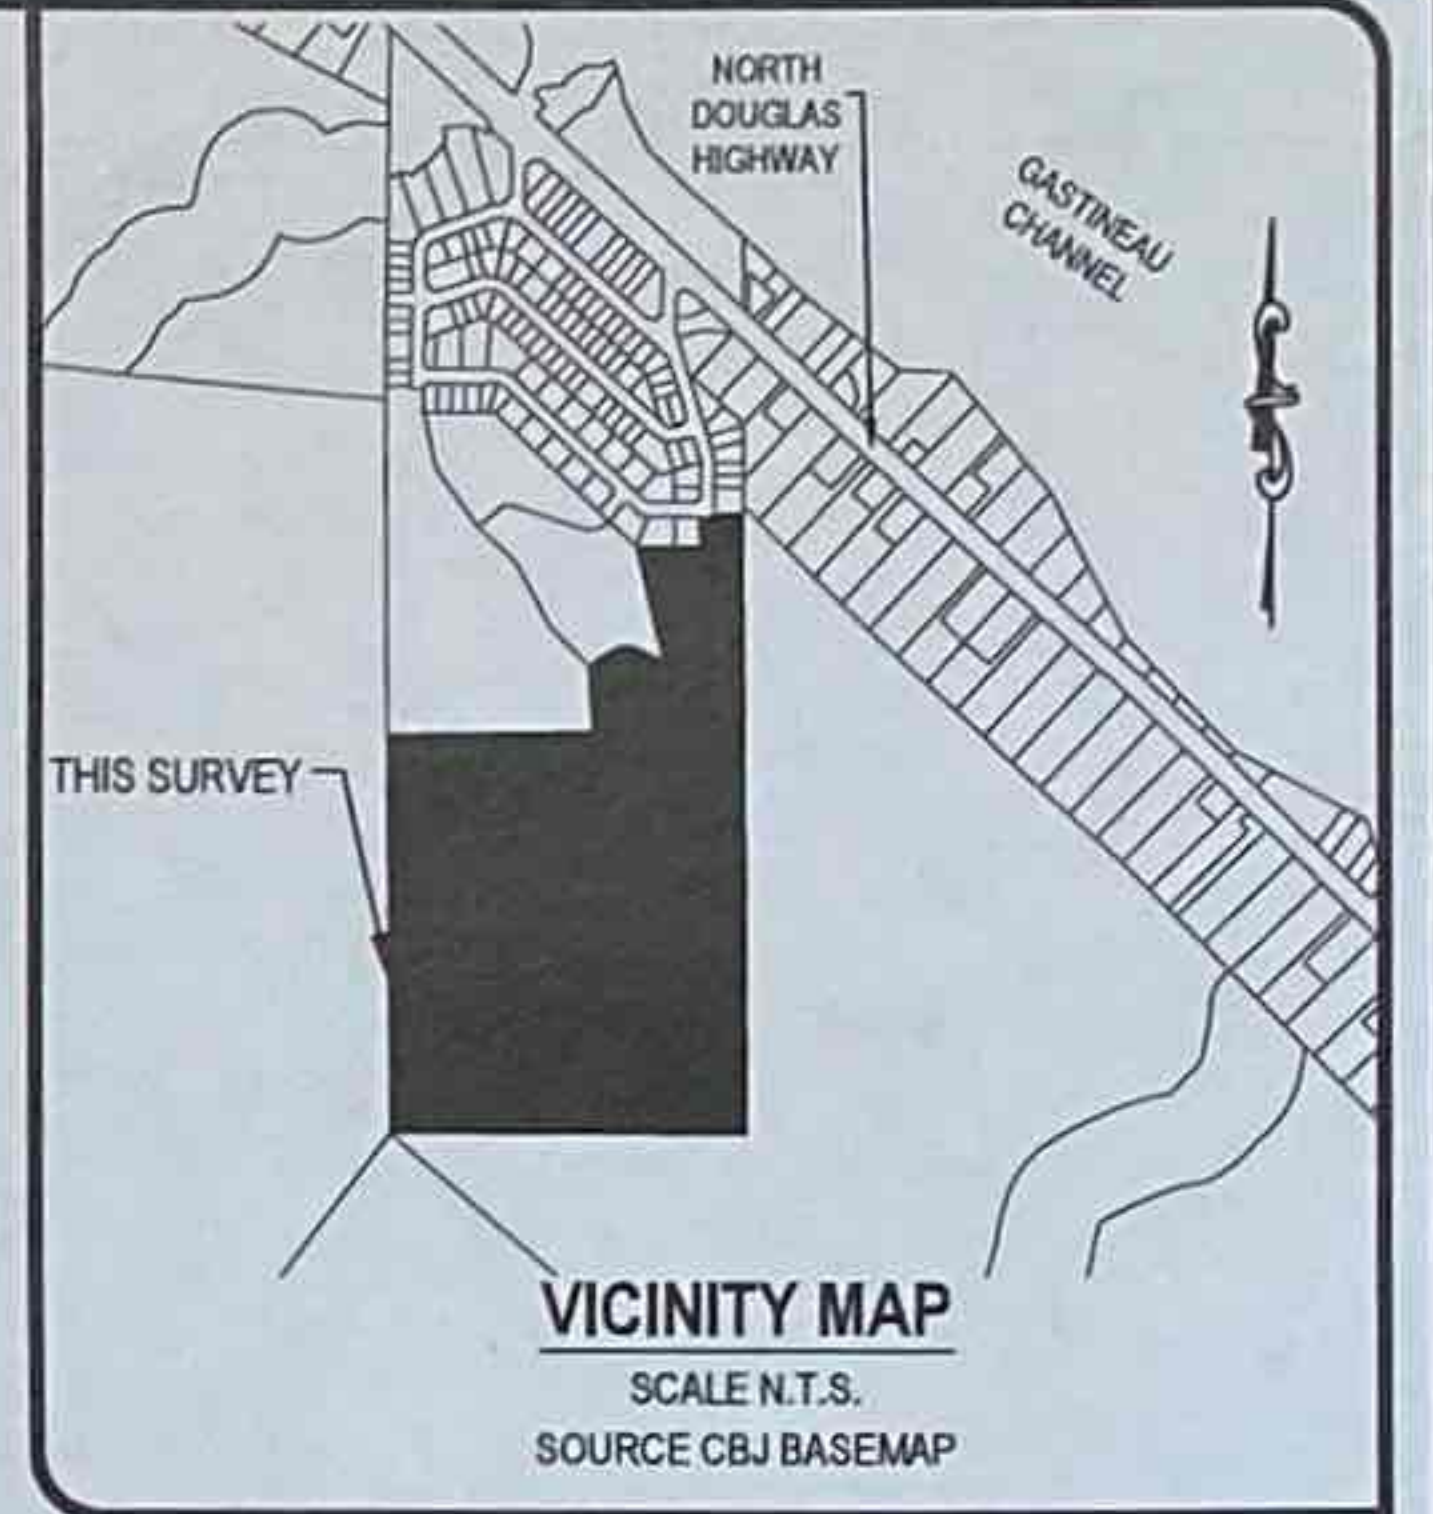 NORTH
DOUGLAS
HIGHWAY
GASTINEAU
CHANNEL
THIS SURVEY
VICINITY MAP
SCALE N.T.S.
SOURCE CBJ BASEMAP